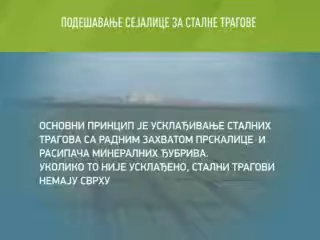 ПОДЕШАВАЊЕ СЕЈАЛИЦЕ ЗА СТАЛНЕ ТРАГОВЕ
ОСНОВНИ ПРИНЦИП ЈЕ УСКЛАЂИВАЊЕ СТАЛНИХ
ТРАГОВА СА РАДНИМ ЗАХВАТОМ ПРСКАЛИЦЕ И
РАСИПАЧА МИНЕРАЛНИХ ЂУБРИВА.
УКОЛИКО ТО НИЈЕ УСКЛАЂЕНО, СТАЛНИ ТРАГОВИ
НЕМАЈУ СВРХУ